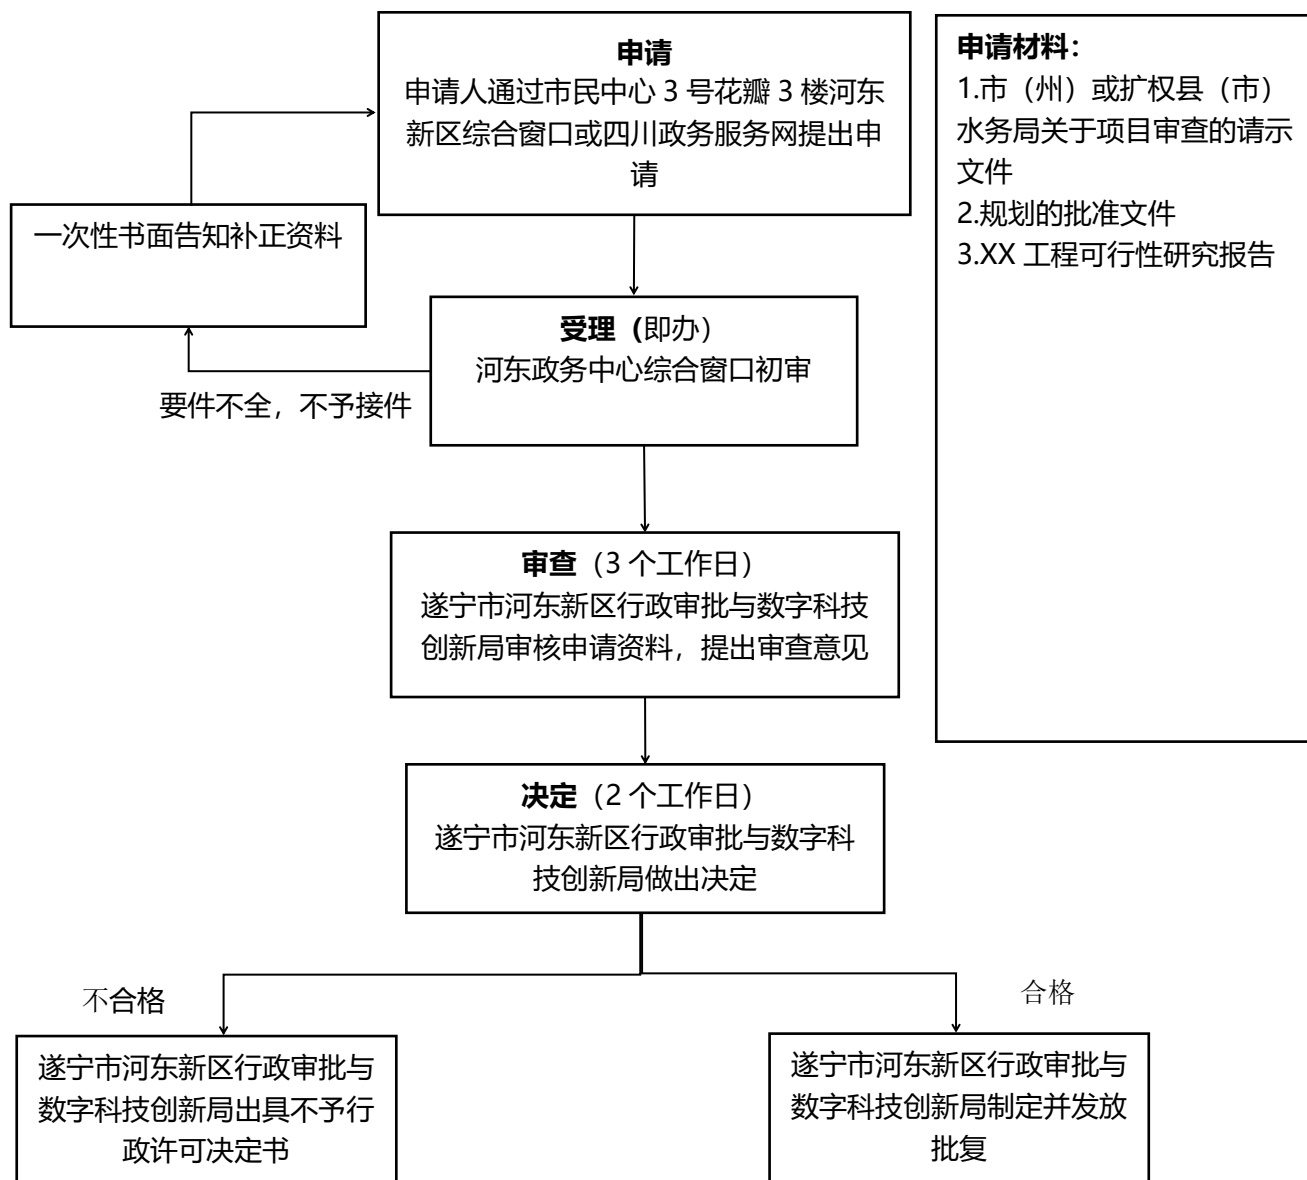 申请
申请人通过市民中心 3 号花瓣 3 楼河东
新区综合窗口或四川政务服务网提出申
请
申请材料：
1.市（州）或扩权县（市）
水务局关于项目审查的请示
文件
2.规划的批准文件
3.XX 工程可行性研究报告
一次性书面告知补正资料
受理（即办）
河东政务中心综合窗口初审
要件不全，不予接件
审查（3 个工作日）
遂宁市河东新区行政审批与数字科技
创新局审核申请资料，提出审查意见
决定（2 个工作日）
遂宁市河东新区行政审批与数字科
技创新局做出决定
不合格
合格
遂宁市河东新区行政审批与
数字科技创新局出具不予行
政许可决定书
遂宁市河东新区行政审批与
数字科技创新局制定并发放
批复